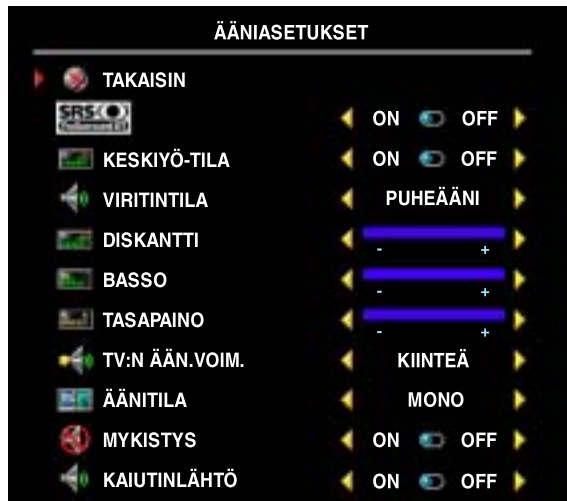 ÄÄNIASETUKSET
TAKAISIN
SRS
ON OFF
KESKIYÖ-TILA ON OFF
VIRITINTILA PUHEÄÄNI
DISKANTTI
- +
BASSO
- +
TASAPAINO
- +
TV:N ÄÄN.VOIM. KIINTEÄ
ÄÄNITILA MONO
MYKISTYS ON OFF
KAIUTINLÄHTÖ ON OFF